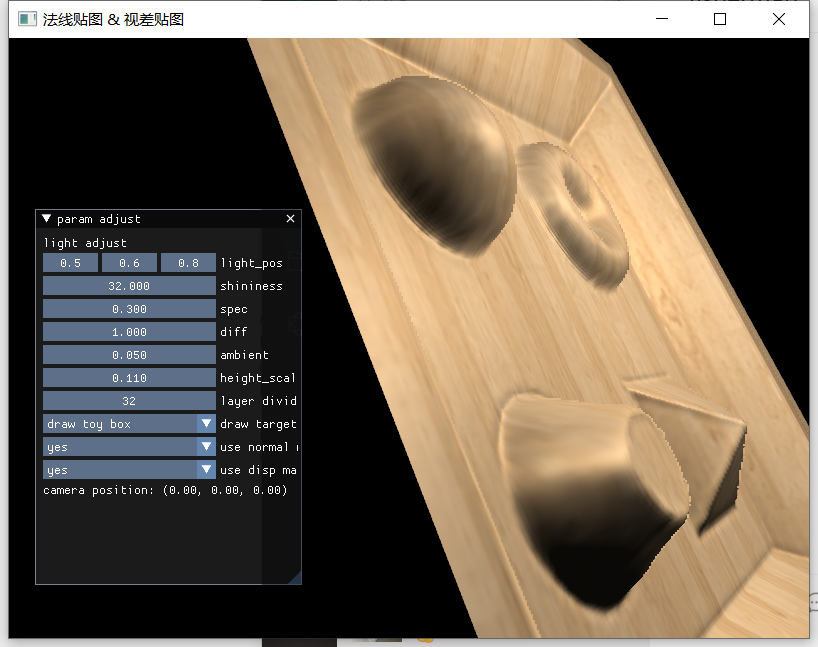 法线贴图 & 视差贴图
param adjust
light adjust
0.5 0.6 0.8 light_pos
32.000 shininess
0.300 spec
1.000 diff
0.050 ambient
0.110 height_scal
32 layer divid
draw toy box draw target
yes use normal
yes use disp ma
camera position: (0.00, 0.00, 0.00)